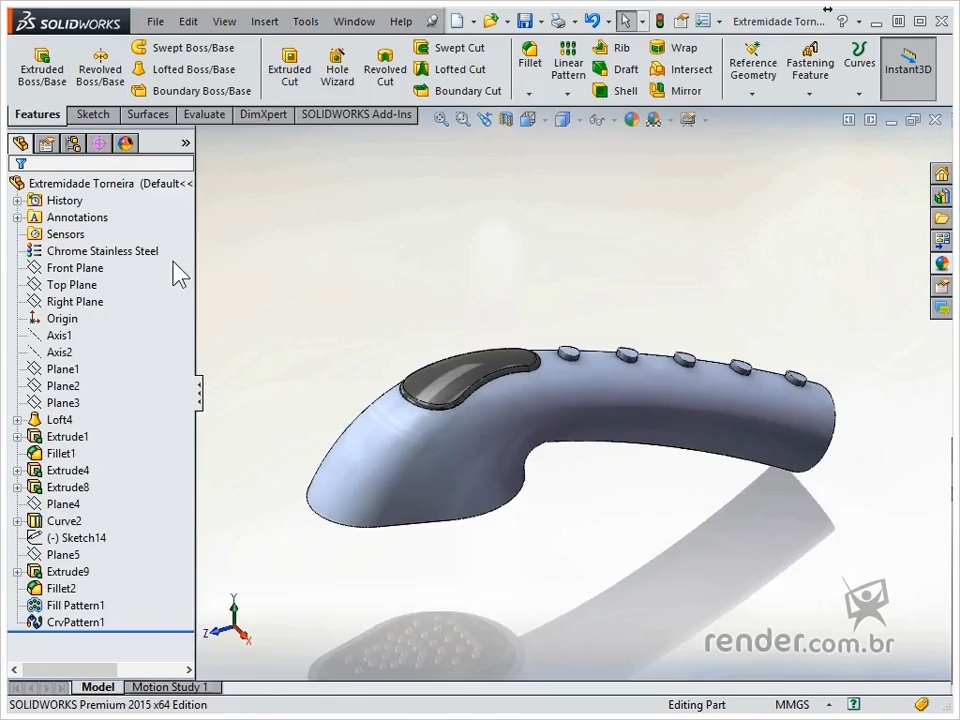 SOLIDWORKS File Edit View Insert Tools Window Help Extremidade Torn... ?
Extruded Boss/Base
Revolved Boss/Base
Swept Boss/Base
Lofted Boss/Base
Boundary Boss/Base
Extruded Cut
Hole Wizard
Revolved Cut
Swept Cut
Lofted Cut
Boundary Cut
Fillet
Linear Pattern
Rib
Draft
Shell
Wrap
Intersect
Mirror
Reference Geometry
Fastening Feature
Curves
Instant3D
Features Sketch Surfaces Evaluate DimXpert SOLIDWORKS Add-Ins
Extremidade Torneira (Default<<
History
Annotations
Sensors
Chrome Stainless Steel
Front Plane
Top Plane
Right Plane
Origin
Axis1
Axis2
Plane1
Plane2
Plane3
Loft4
Extrude1
Fillet1
Extrude4
Extrude8
Plane4
Curve2
(-) Sketch14
Plane5
Extrude9
Fillet2
Fill Pattern1
CrvPattern1
Y
Z
X
render.com.br
Model Motion Study 1
SOLIDWORKS Premium 2015 x64 Edition Editing Part MMGS ?